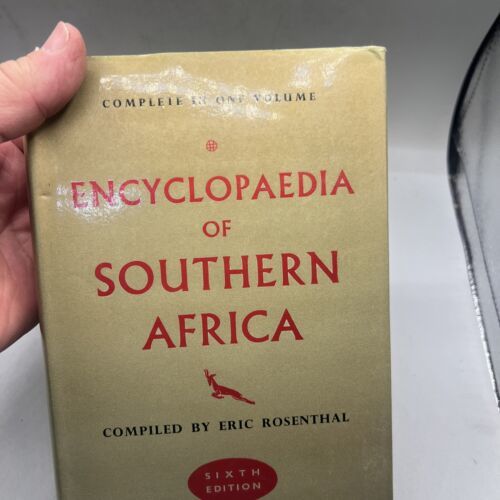 COMPLETE IN ONE VOLUME
ENCYCLOPAEDIA
OF
SOUTHERN
AFRICA
COMPILED BY ERIC ROSENTHAL
SIXTH
EDITION